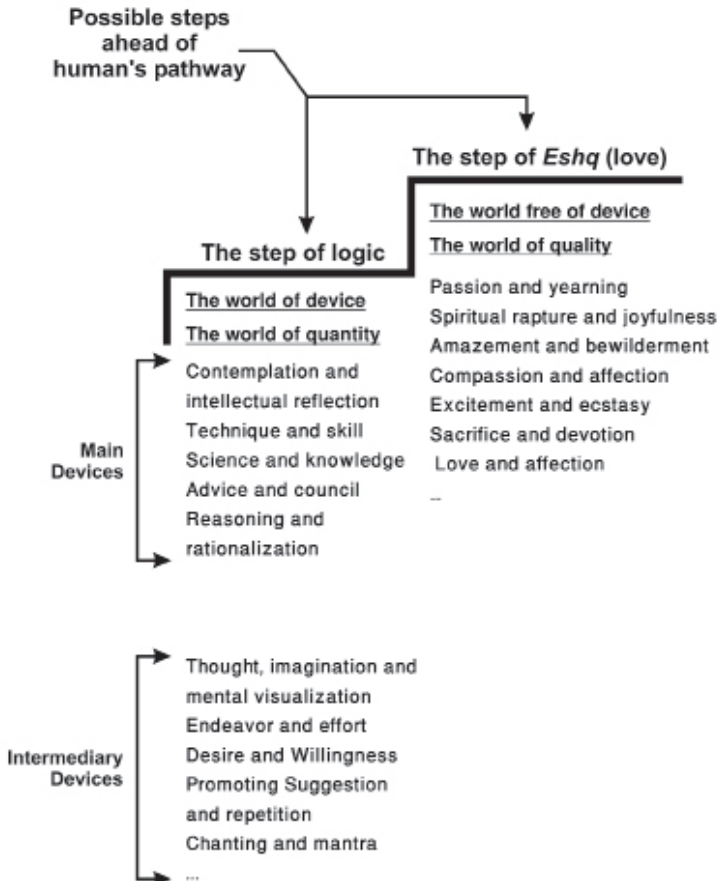 Possible steps
ahead of
human's pathway
The step of Eshq (love)
The world free of device
The world of quality
Passion and yearning
Spiritual rapture and joyfulness
Amazement and bewilderment
Compassion and affection
Excitement and ecstasy
Sacrifice and devotion
Love and affection
...
The step of logic
The world of device
The world of quantity
Main
Devices
Contemplation and
intellectual reflection
Technique and skill
Science and knowledge
Advice and council
Reasoning and
rationalization
Intermediary
Devices
Thought, imagination and
mental visualization
Endeavor and effort
Desire and Willingness
Promoting Suggestion
and repetition
Chanting and mantra
...